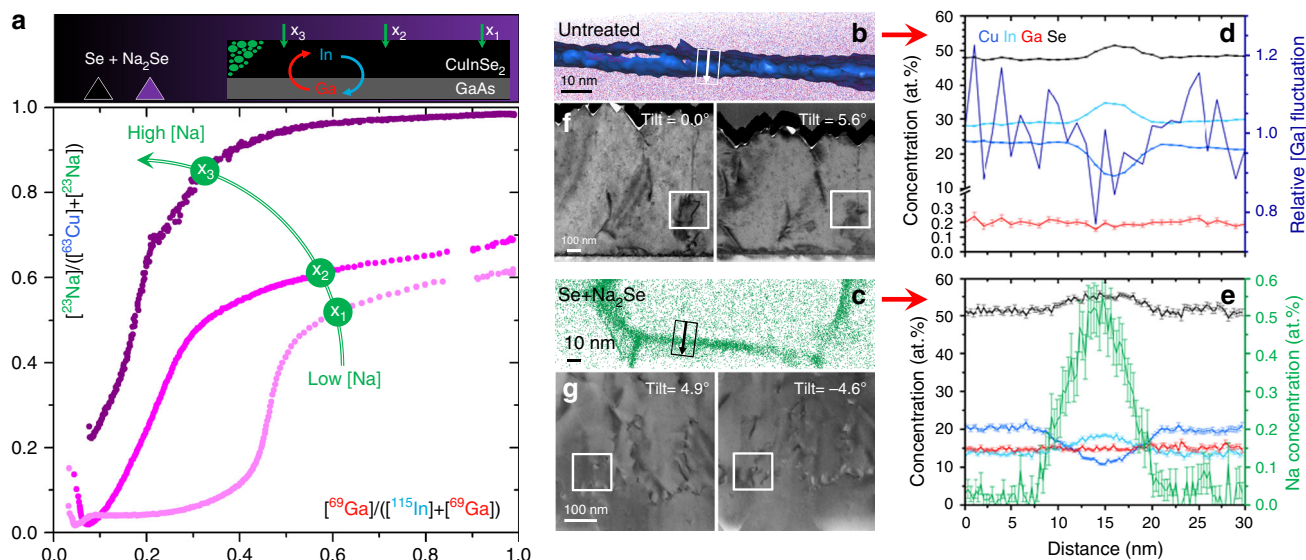 a
x₃ x₂ x₁
Se + Na₂Se
In
Ga
CuInSe₂
GaAs
1.0
0.8
0.6
0.4
0.2
0.0
[²³Na]/([⁶³Cu]+[²³Na])
High [Na]
x₃
x₂
x₁
Low [Na]
[⁶⁹Ga]/([¹¹⁵In]+[⁶⁹Ga])
0.0 0.2 0.4 0.6 0.8 1.0
Untreated
b
10 nm
f
Tilt = 0.0°
Tilt = 5.6°
100 nm
Se+Na₂Se
c
10 nm
g
Tilt= 4.9°
Tilt= –4.6°
100 nm
d
Cu In Ga Se
Concentration (at.%)
60
50
40
30
20
10
0.3
0.2
0.1
0.0
Relative [Ga] fluctuation
1.2
1.0
0.8
e
Concentration (at.%)
60
50
40
30
20
10
0
Na concentration (at.%)
0.6
0.5
0.4
0.3
0.2
0.1
0.0
0 5 10 15 20 25 30
Distance (nm)